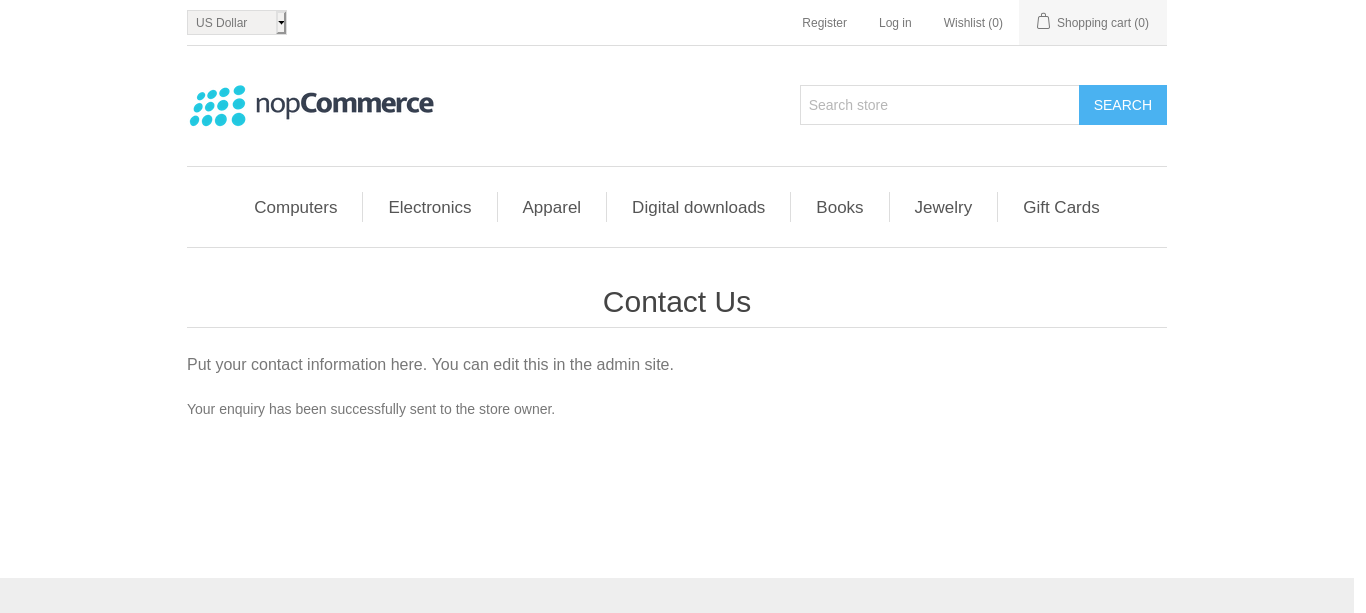 US Dollar
Register
Log in
Wishlist (0)
Shopping cart (0)
nopCommerce
Search store
SEARCH
Computers
Electronics
Apparel
Digital downloads
Books
Jewelry
Gift Cards
Contact Us
Put your contact information here. You can edit this in the admin site.
Your enquiry has been successfully sent to the store owner.